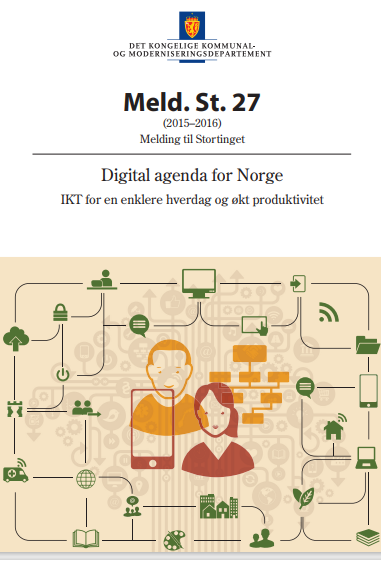 DET KONGELIGE KOMMUNAL-
OG MODERNISERINGSDEPARTEMENT
Meld. St. 27
(2015–2016)
Melding til Stortinget
Digital agenda for Norge
IKT for en enklere hverdag og økt produktivitet